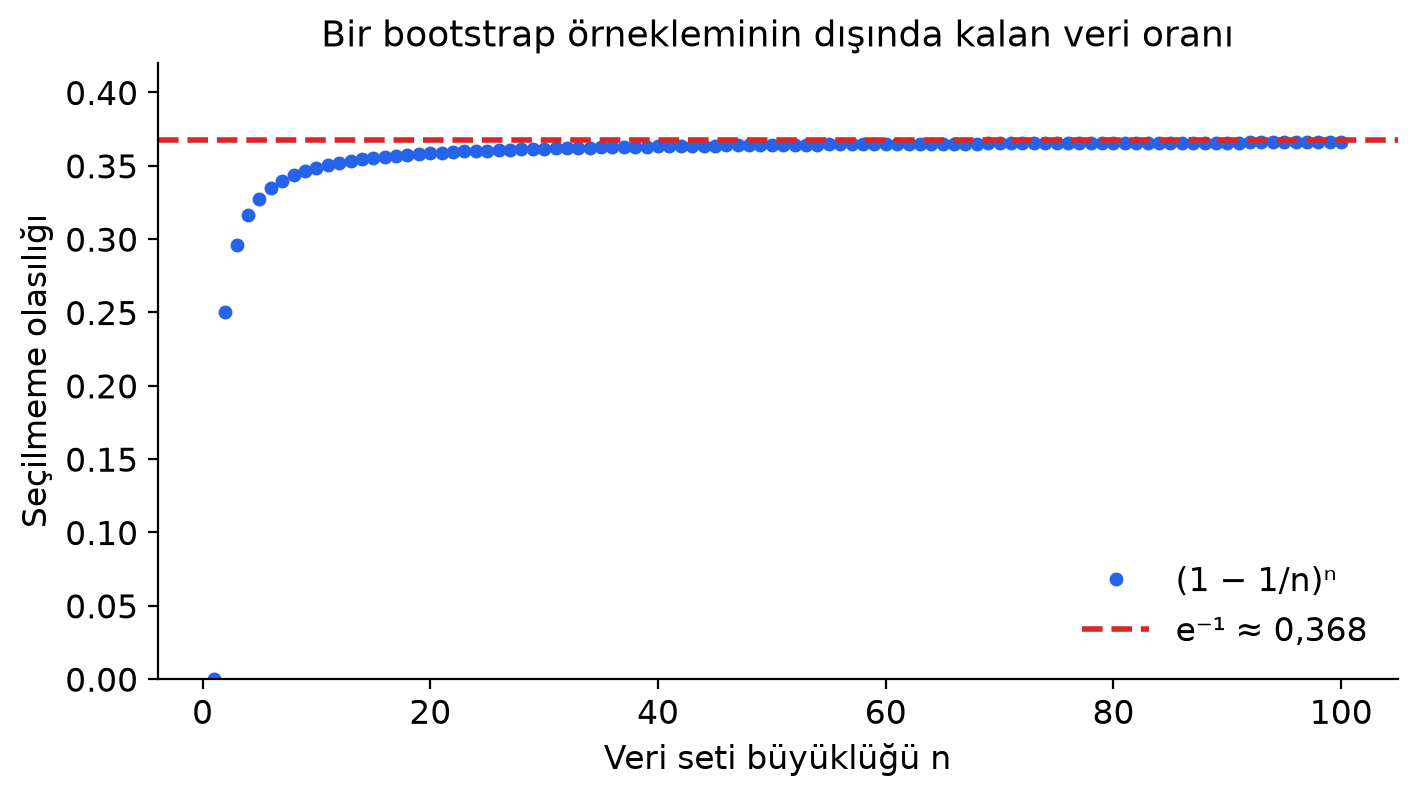 Bir bootstrap örnekleminin dışında kalan veri oranı
Seçilmeme olasılığı
0.40
0.35
0.30
0.25
0.20
0.15
0.10
0.05
0.00
0 20 40 60 80 100
Veri seti büyüklüğü n
(1 − 1/n)ⁿ
e⁻¹ ≈ 0,368